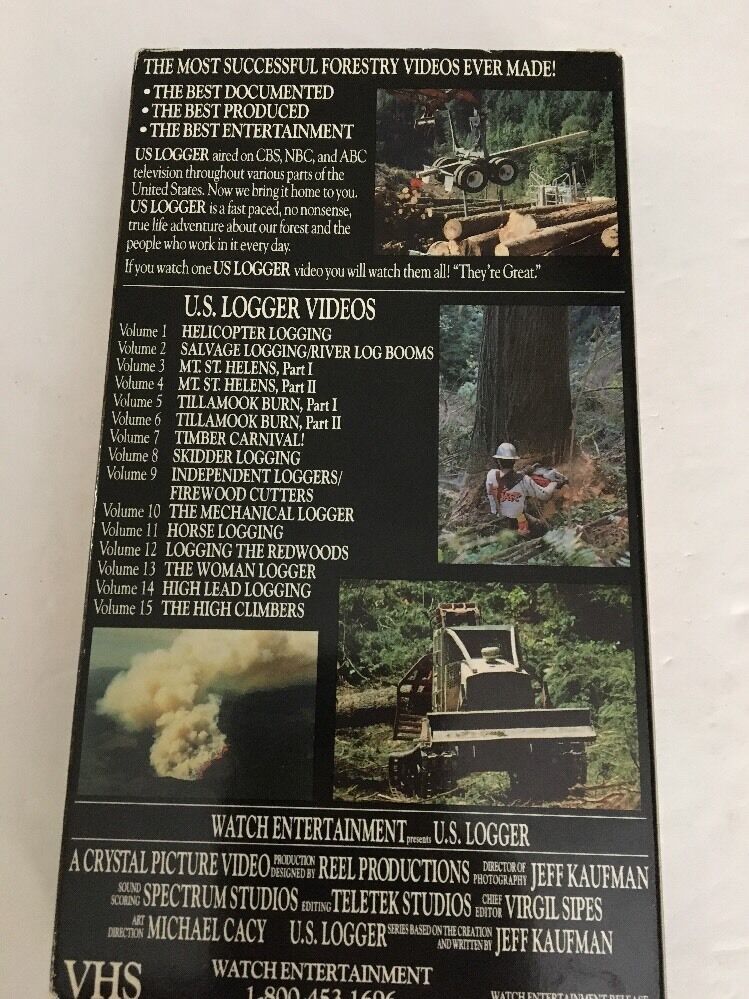 THE MOST SUCCESSFUL FORESTRY VIDEOS EVER MADE!
• THE BEST DOCUMENTED
• THE BEST PRODUCED
• THE BEST ENTERTAINMENT
US LOGGER aired on CBS, NBC, and ABC
television throughout various parts of the
United States. Now we bring it home to you.
US LOGGER is a fast paced, no nonsense,
true life adventure about our forest and the
people who work in it every day.
If you watch one US LOGGER video you will watch them all! "They're Great."
U.S. LOGGER VIDEOS
Volume 1 HELICOPTER LOGGING
Volume 2 SALVAGE LOGGING/RIVER LOG BOOMS
Volume 3 MT. ST. HELENS, Part I
Volume 4 MT. ST. HELENS, Part II
Volume 5 TILLAMOOK BURN, Part I
Volume 6 TILLAMOOK BURN, Part II
Volume 7 TIMBER CARNIVAL!
Volume 8 SKIDDER LOGGING
Volume 9 INDEPENDENT LOGGERS/
FIREWOOD CUTTERS
Volume 10 THE MECHANICAL LOGGER
Volume 11 HORSE LOGGING
Volume 12 LOGGING THE REDWOODS
Volume 13 THE WOMAN LOGGER
Volume 14 HIGH LEAD LOGGING
Volume 15 THE HIGH CLIMBERS
WATCH ENTERTAINMENT presents U.S. LOGGER
A CRYSTAL PICTURE VIDEO PRODUCTION DESIGNED BY REEL PRODUCTIONS DIRECTOR OF PHOTOGRAPHY JEFF KAUFMAN
SOUND SCORING SPECTRUM STUDIOS EDITING TELETEK STUDIOS CHIEF EDITOR VIRGIL SIPES
ART DIRECTION MICHAEL CACY U.S. LOGGER SERIES BASED ON THE CREATION AND WRITTEN BY JEFF KAUFMAN
VHS WATCH ENTERTAINMENT
1-800-453-1696
WATCH ENTERTAINMENT RELEASE